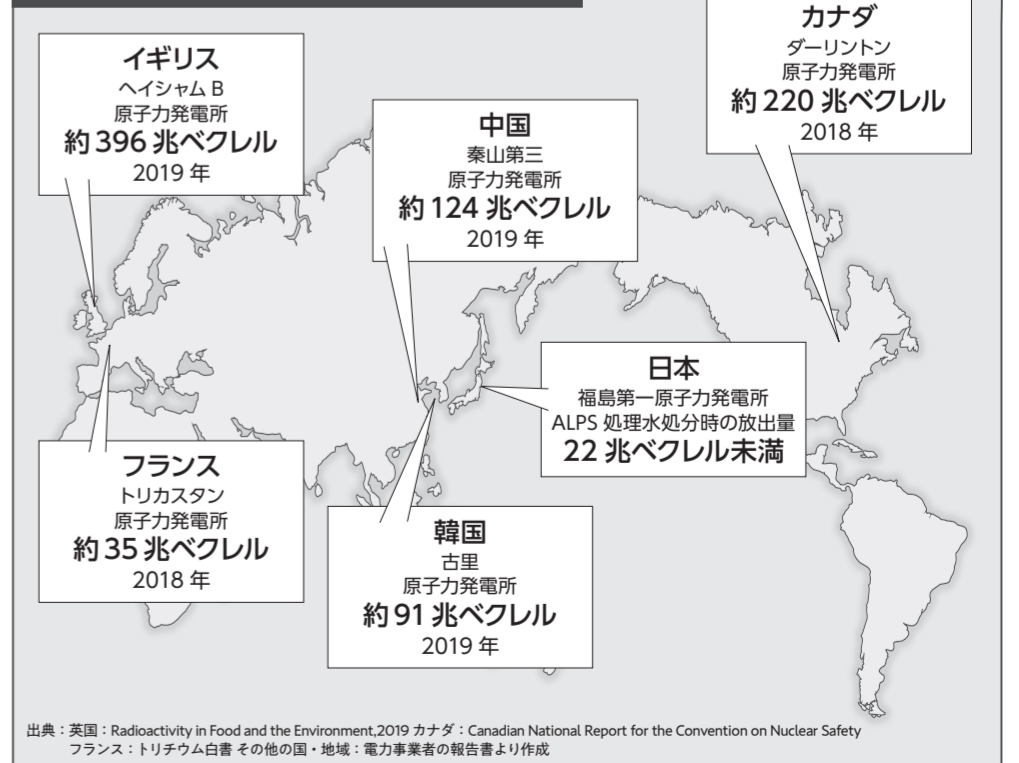 イギリス
ヘイシャム B
原子力発電所
約 396 兆ベクレル
2019 年
中国
秦山第三
原子力発電所
約 124 兆ベクレル
2019 年
カナダ
ダーリントン
原子力発電所
約 220 兆ベクレル
2018 年
日本
福島第一原子力発電所
ALPS 処理水処分時の放出量
22 兆ベクレル未満
フランス
トリカスタン
原子力発電所
約 35 兆ベクレル
2018 年
韓国
古里
原子力発電所
約 91 兆ベクレル
2019 年
出典：英国：Radioactivity in Food and the Environment,2019 カナダ：Canadian National Report for the Convention on Nuclear Safety
フランス：トリチウム白書 その他の国・地域：電力事業者の報告書より作成